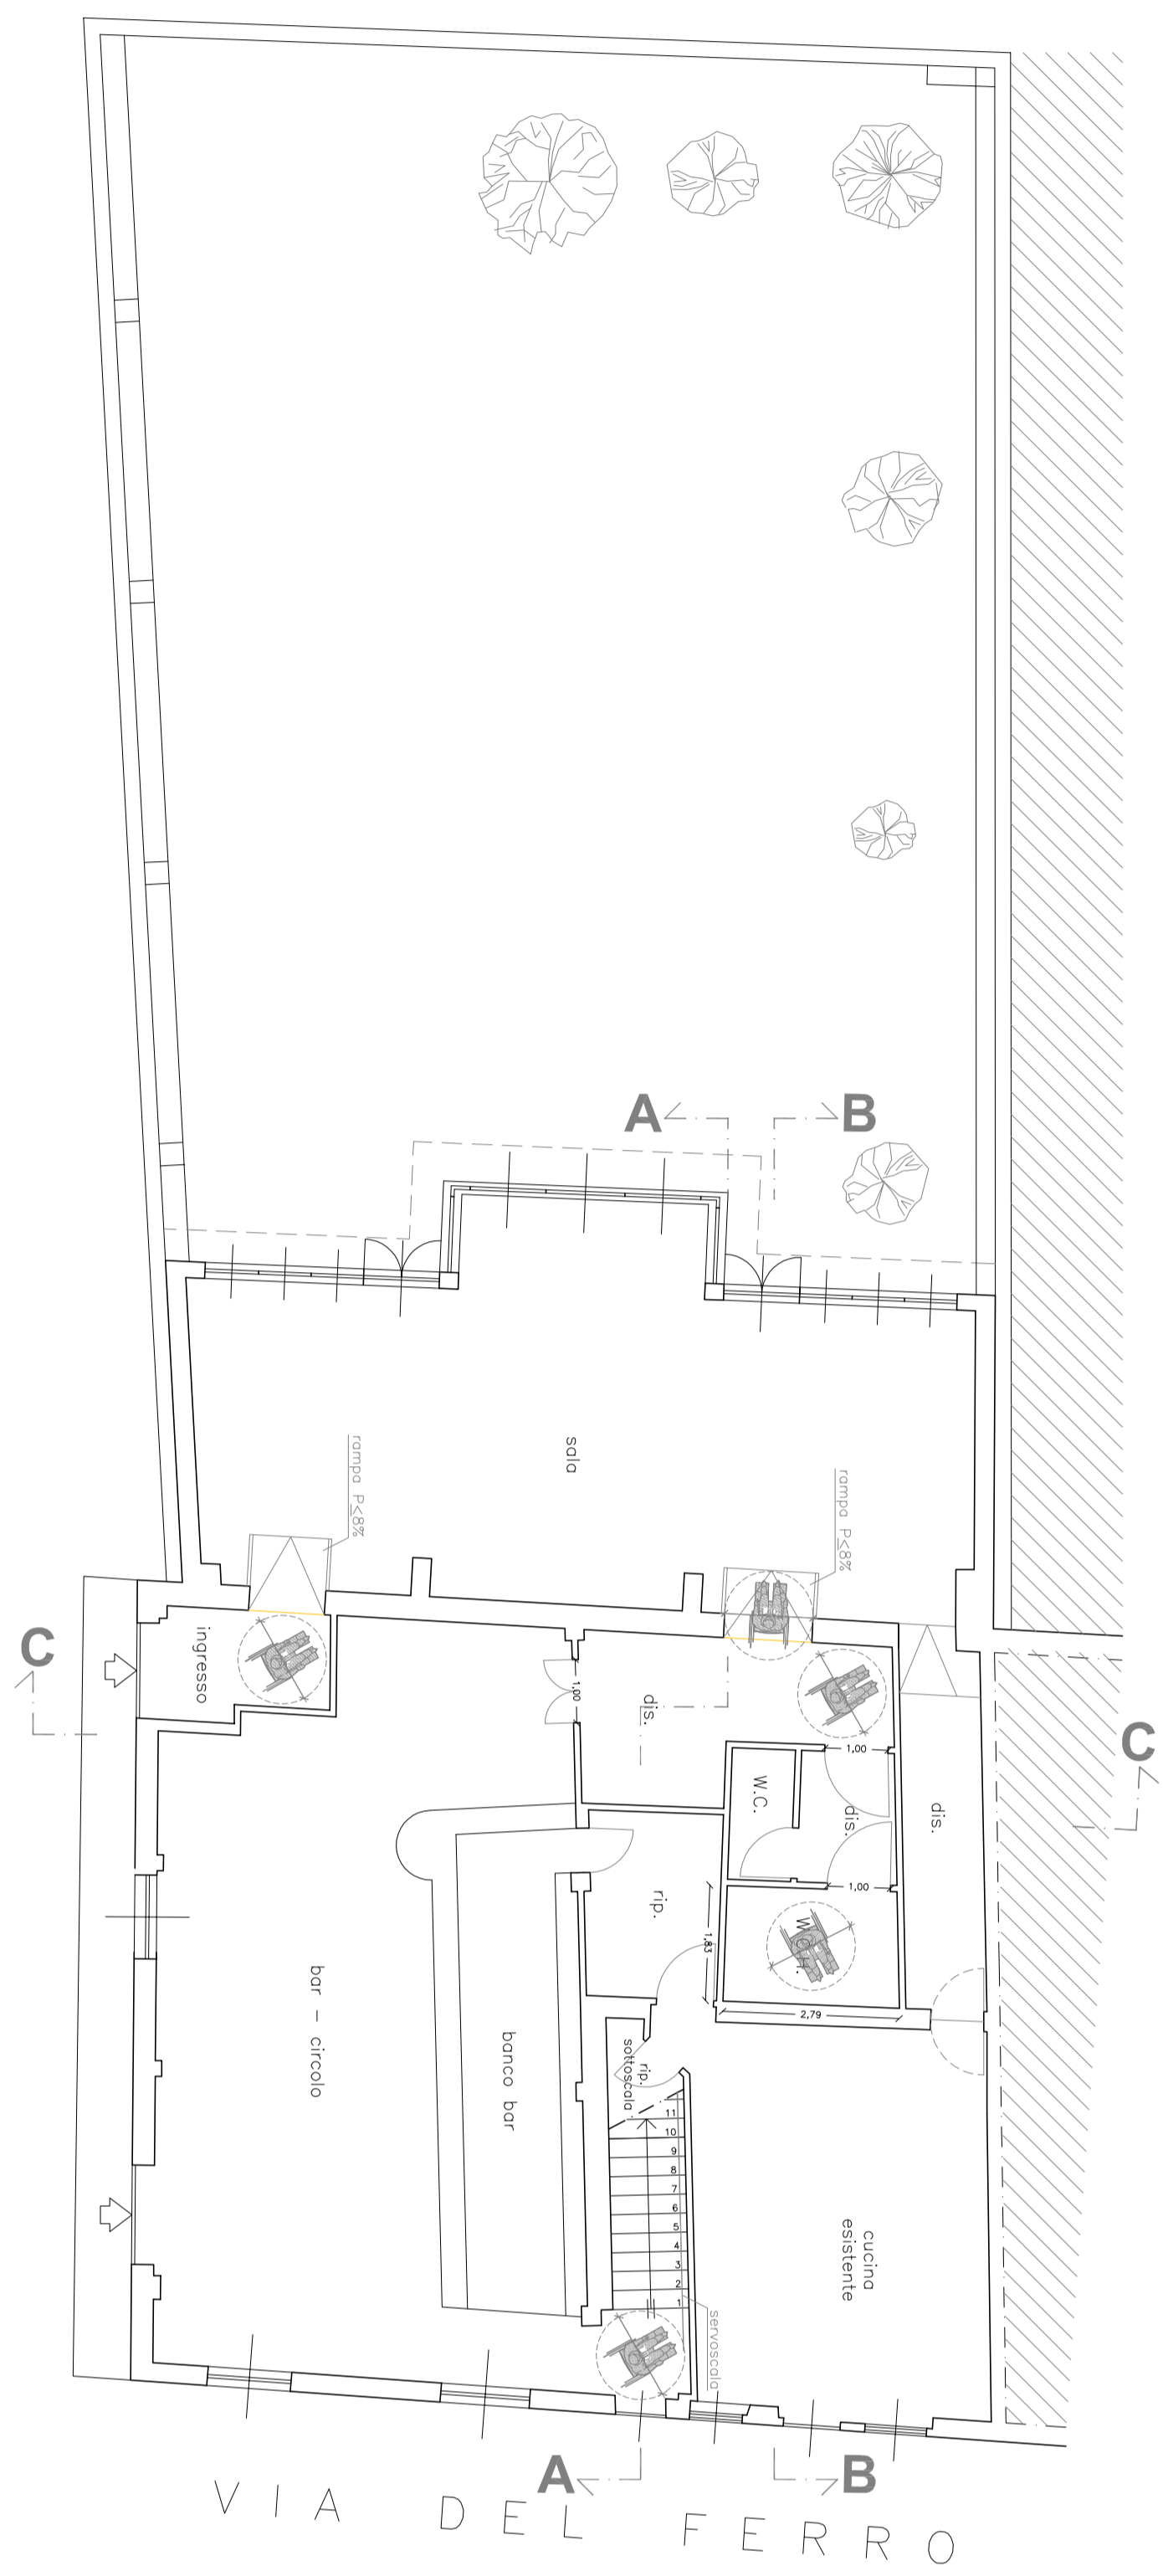 A
B
sala
rampa P≤8%
rampa P≤8%
C
ingresso
1,00
dis.
1,00
W.C.
dis.
dis.
C
1,00
rip.
1,83
2,79
bar - circolo
banco bar
rip.
sottoscala
11
10
9
8
7
6
5
4
3
2
1
cucina
esistente
servoscala
A
B
VIA DEL FERRO